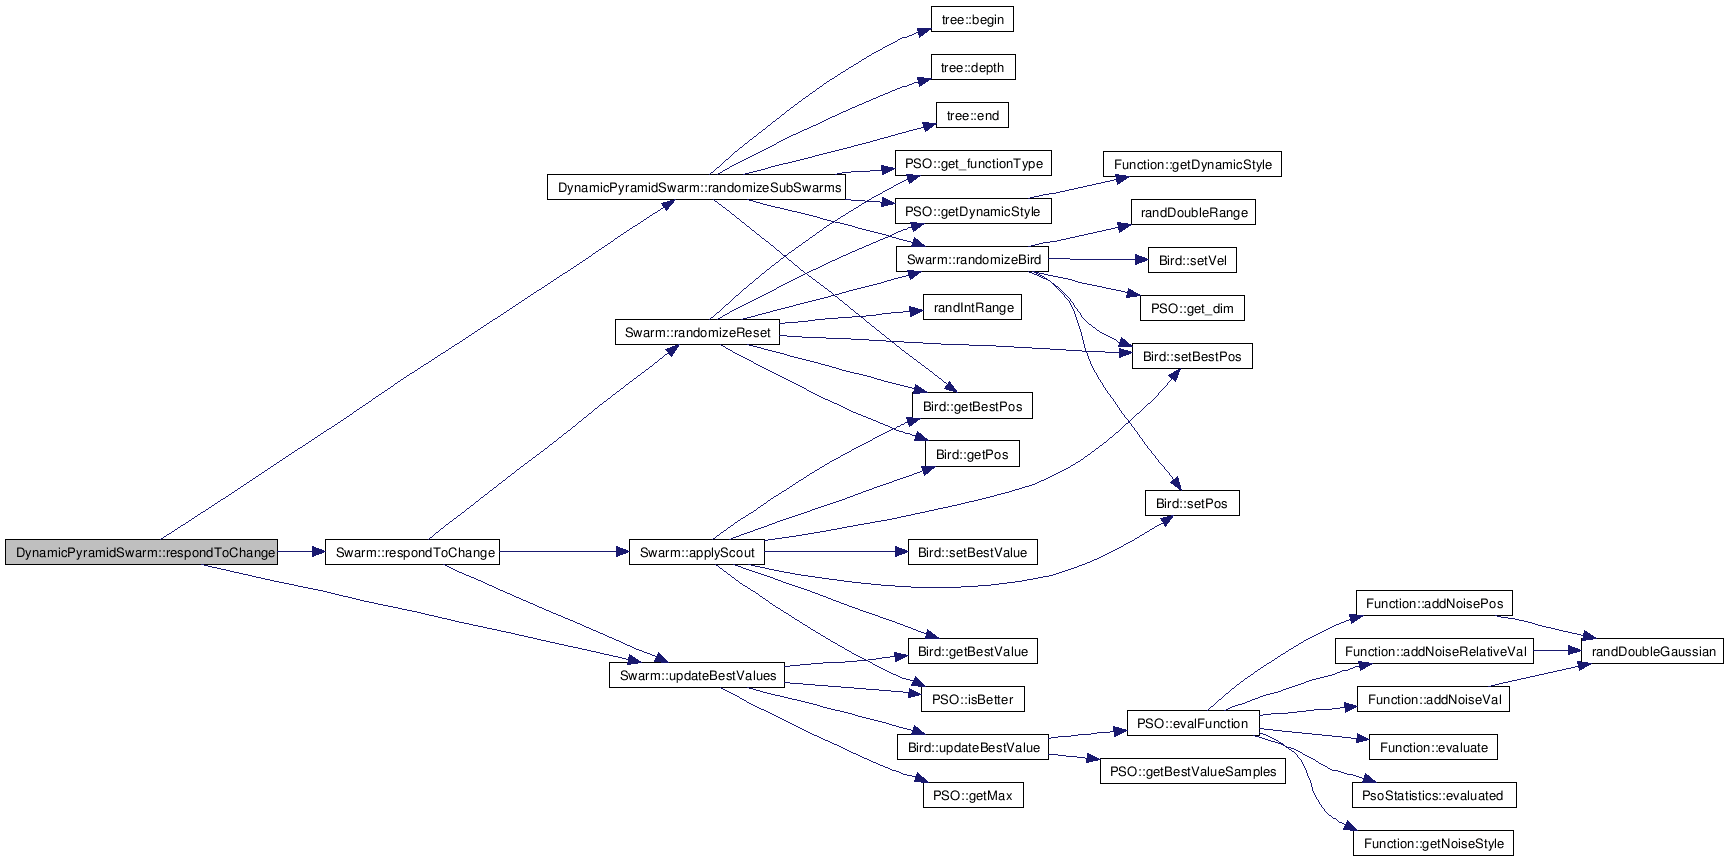 tree::begin
tree::depth
tree::end
PSO::get_functionType
Function::getDynamicStyle
DynamicPyramidSwarm::randomizeSubSwarms
PSO::getDynamicStyle
randDoubleRange
Swarm::randomizeBird
Bird::setVel
randIntRange
PSO::get_dim
Swarm::randomizeReset
Bird::setBestPos
Bird::getBestPos
Bird::getPos
Bird::setPos
DynamicPyramidSwarm::respondToChange
Swarm::respondToChange
Swarm::applyScout
Bird::setBestValue
Function::addNoisePos
Bird::getBestValue
Function::addNoiseRelativeVal
randDoubleGaussian
Swarm::updateBestValues
PSO::isBetter
Function::addNoiseVal
PSO::evalFunction
Bird::updateBestValue
Function::evaluate
PSO::getBestValueSamples
PSO::getMax
PsoStatistics::evaluated
Function::getNoiseStyle